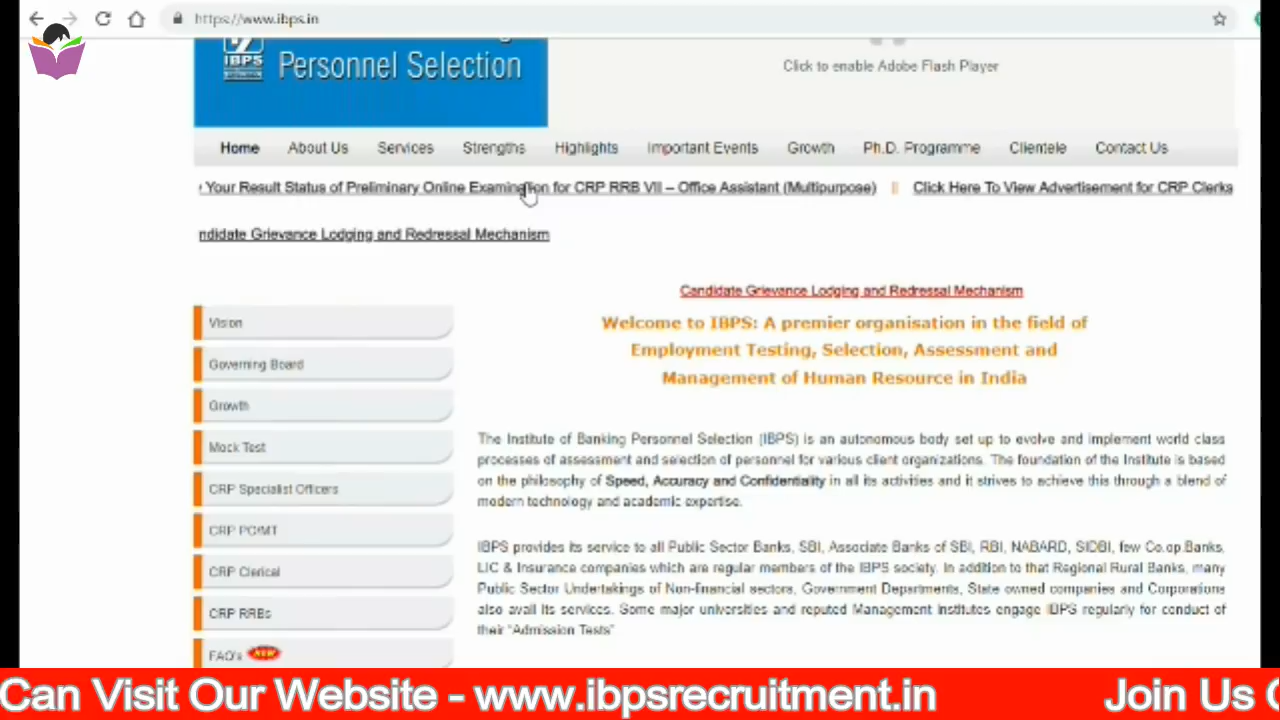 https://www.ibps.in
IBPS
Personnel Selection
Click to enable Adobe Flash Player
Home About Us Services Strengths Highlights Important Events Growth Ph.D. Programme Clientele Contact Us
Your Result Status of Preliminary Online Examination for CRP RRB VII – Office Assistant (Multipurpose) || Click Here To View Advertisement for CRP Clerks
ndidate Grievance Lodging and Redressal Mechanism
Candidate Grievance Lodging and Redressal Mechanism
Welcome to IBPS: A premier organisation in the field of
Employment Testing, Selection, Assessment and
Management of Human Resource in India
Vision
Governing Board
Growth
Mock Test
CRP Specialist Officers
CRP PO/MT
CRP Clerical
CRP RRBs
FAQ's NEW
The Institute of Banking Personnel Selection (IBPS) is an autonomous body set up to evolve and implement world class
processes of assessment and selection of personnel for various client organizations. The foundation of the Institute is based
on the philosophy of Speed, Accuracy and Confidentiality in all its activities and it strives to achieve this through a blend of
modern technology and academic expertise.
IBPS provides its service to all Public Sector Banks, SBI, Associate Banks of SBI, RBI, NABARD, SIDBI, few Co.op.Banks,
LIC & Insurance companies which are regular members of the IBPS society. In addition to that Regional Rural Banks, many
Public Sector Undertakings of Non-financial sectors, Government Departments, State owned companies and Corporations
also avail its services. Some major universities and reputed Management Institutes engage IBPS regularly for conduct of
their "Admission Tests"
Can Visit Our Website - www.ibpsrecruitment.in Join Us